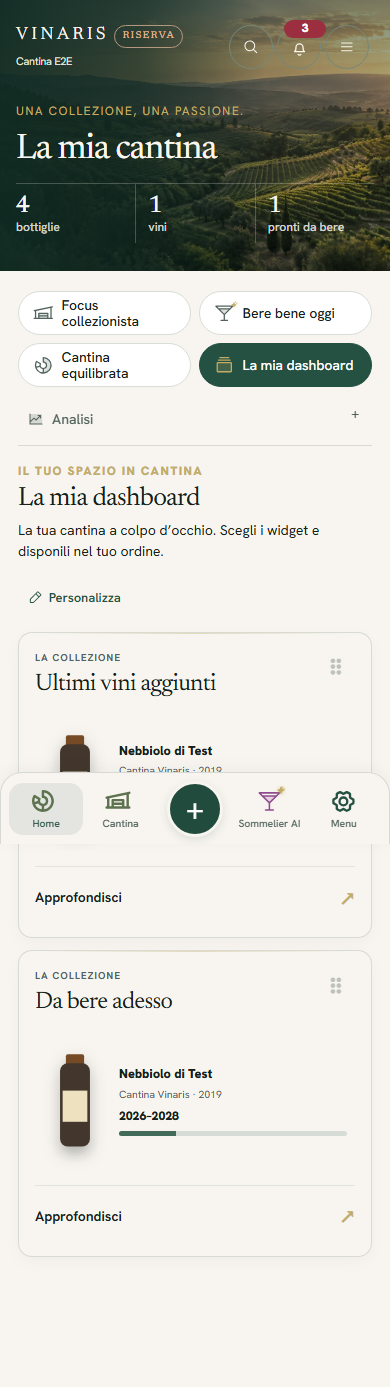 VINARIS RISERVA
3
Cantina E2E
UNA COLLEZIONE, UNA PASSIONE.
La mia cantina
4
bottiglie
1
vini
1
pronti da bere
Focus
collezionista
Bere bene oggi
Cantina
equilibrata
La mia dashboard
Analisi
+
IL TUO SPAZIO IN CANTINA
La mia dashboard
La tua cantina a colpo d’occhio. Scegli i widget e
disponili nel tuo ordine.
Personalizza
LA COLLEZIONE
Ultimi vini aggiunti
Nebbiolo di Test
Cantina Vinaris · 2019
Home
Cantina
+
Sommelier AI
Menu
Approfondisci
LA COLLEZIONE
Da bere adesso
Nebbiolo di Test
Cantina Vinaris · 2019
2026–2028
Approfondisci